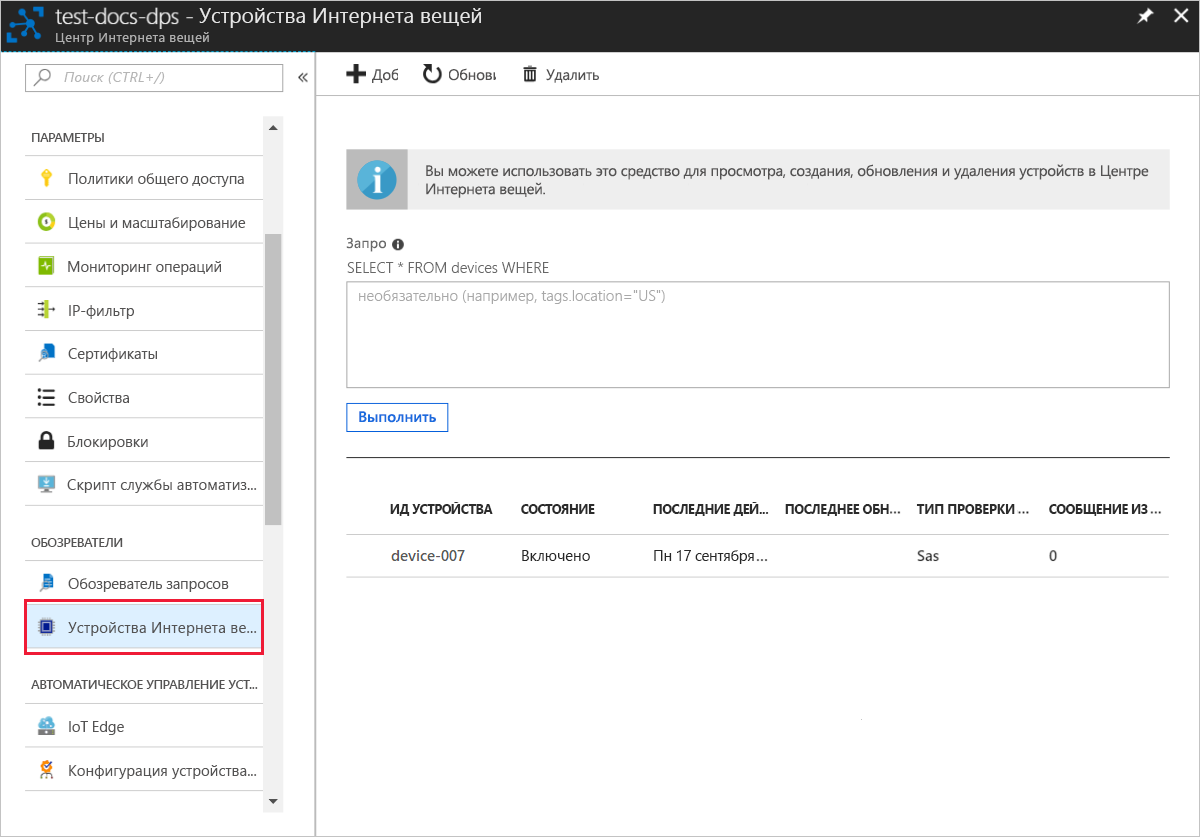 test-docs-dps - Устройства Интернета вещей
Центр Интернета вещей
Поиск (CTRL+/)
«
Доб
Обновь
Удалить
ПАРАМЕТРЫ
Политики общего доступа
Цены и масштабирование
Мониторинг операций
IP-фильтр
Сертификаты
Свойства
Блокировки
Скрипт службы автоматиз...
ОБОЗРЕВАТЕЛИ
Обозреватель запросов
Устройства Интернета ве...
АВТОМАТИЧЕСКОЕ УПРАВЛЕНИЕ УСТ...
IoT Edge
Конфигурация устройства...
Вы можете использовать это средство для просмотра, создания, обновления и удаления устройств в Центре
Интернета вещей.
Запро
SELECT * FROM devices WHERE
необязательно (например, tags.location="US")
Выполнить
ИД УСТРОЙСТВА СОСТОЯНИЕ ПОСЛЕДНИЕ ДЕЙ... ПОСЛЕДНЕЕ ОБН... ТИП ПРОВЕРКИ ... СООБЩЕНИЕ ИЗ ...
device-007 Включено Пн 17 сентября... Sas 0